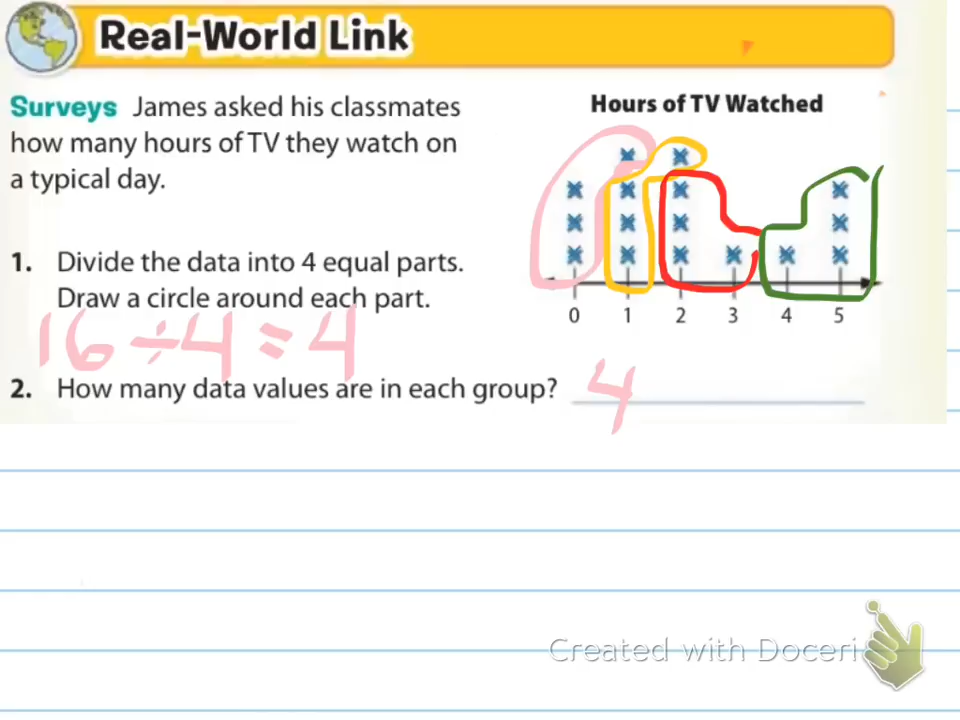 Real-World Link
Surveys James asked his classmates
how many hours of TV they watch on
a typical day.
Hours of TV Watched
0 1 2 3 4 5
1. Divide the data into 4 equal parts.
Draw a circle around each part.
16 ÷ 4 = 4
2. How many data values are in each group? 4
Created with Doceri